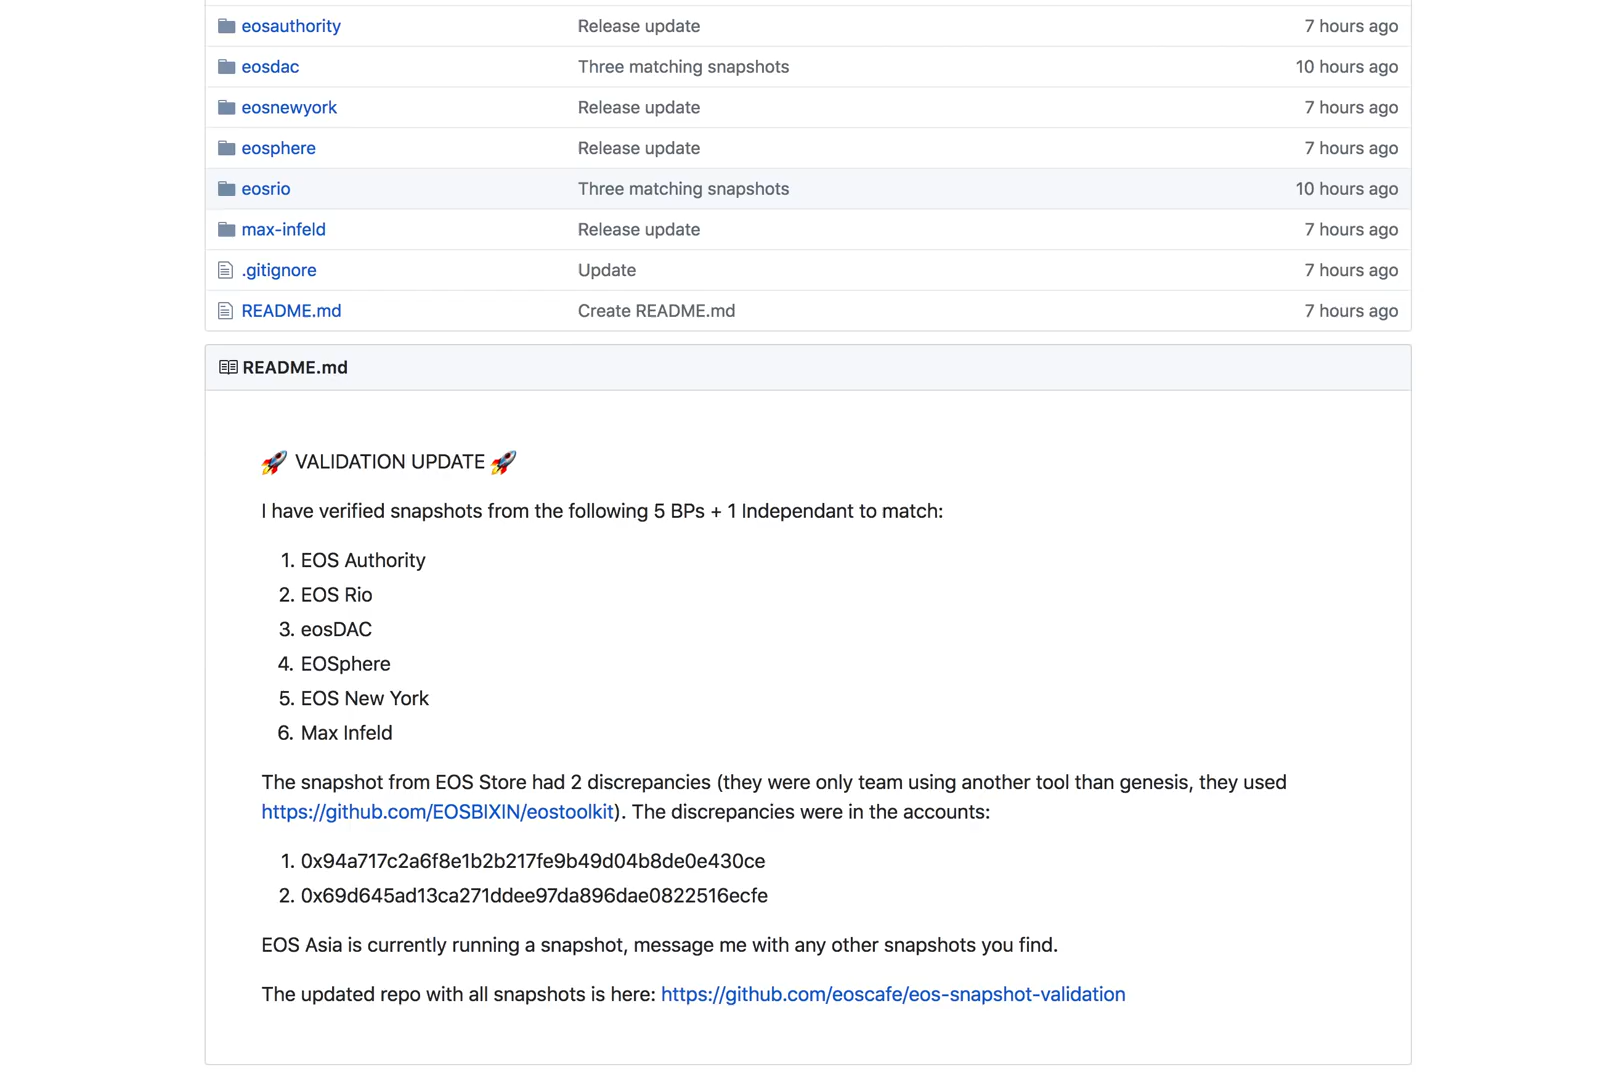 eosauthority Release update 7 hours ago
eosdac Three matching snapshots 10 hours ago
eosnewyork Release update 7 hours ago
eosphere Release update 7 hours ago
eosrio Three matching snapshots 10 hours ago
max-infeld Release update 7 hours ago
.gitignore Update 7 hours ago
README.md Create README.md 7 hours ago
README.md
🚀 VALIDATION UPDATE 🚀
I have verified snapshots from the following 5 BPs + 1 Independant to match:
1. EOS Authority
2. EOS Rio
3. eosDAC
4. EOSphere
5. EOS New York
6. Max Infeld
The snapshot from EOS Store had 2 discrepancies (they were only team using another tool than genesis, they used
https://github.com/EOSBIXIN/eostoolkit). The discrepancies were in the accounts:
1. 0x94a717c2a6f8e1b2b217fe9b49d04b8de0e430ce
2. 0x69d645ad13ca271ddee97da896dae0822516ecfe
EOS Asia is currently running a snapshot, message me with any other snapshots you find.
The updated repo with all snapshots is here: https://github.com/eoscafe/eos-snapshot-validation